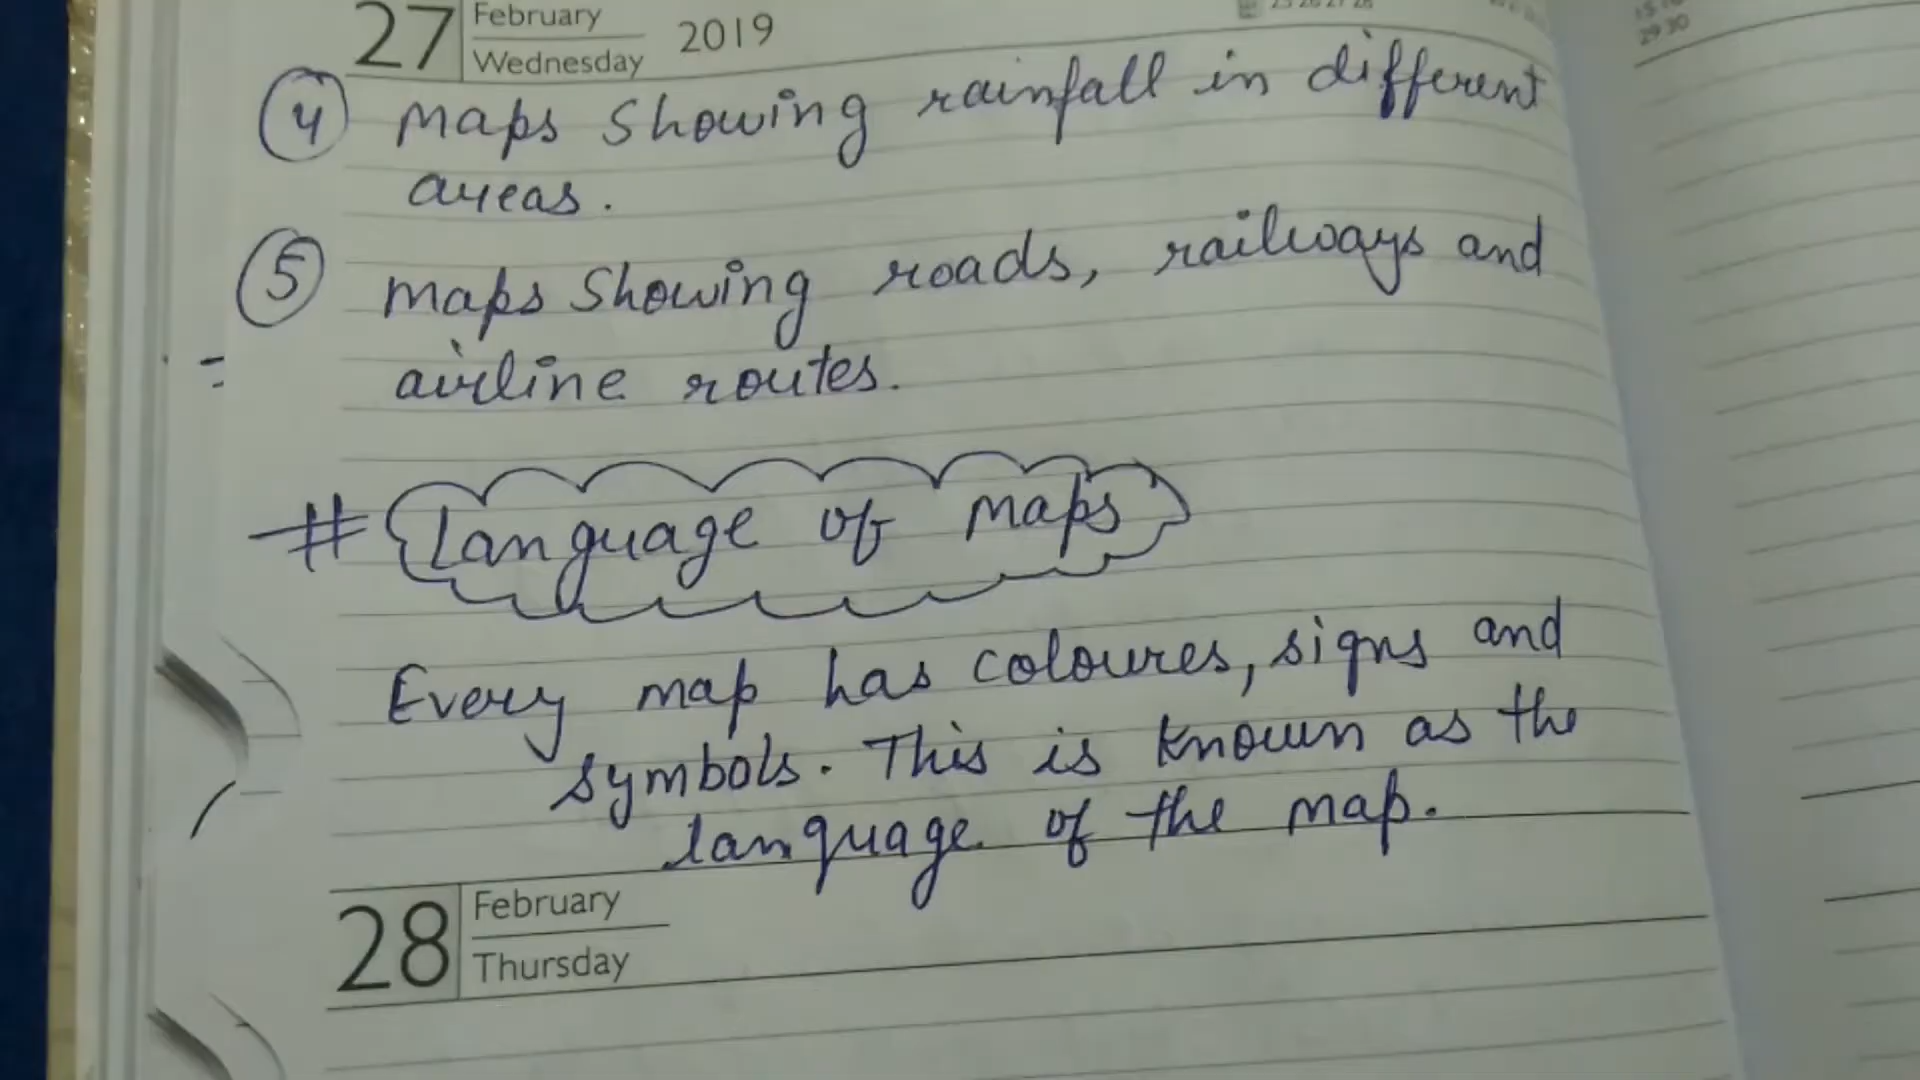 27 February
Wednesday 2019
4 maps showing rainfall in different
areas.
5 maps showing roads, railways and
airline routes.
# Language of maps
Every map has coloures, signs and
symbols. This is known as the
language of the map.
28 February
Thursday